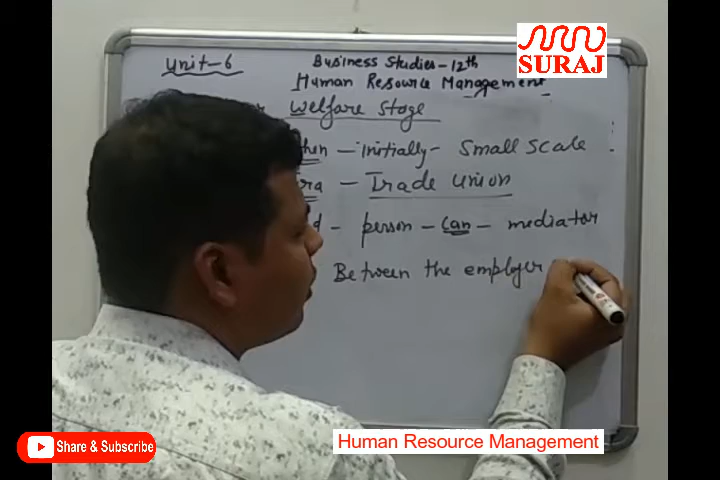 SURAJ
Unit-6
Business Studies - 12th
Human Resource Management
Welfare Stage
- initially - Small Scale
- Trade Union
- person - can - mediator
Between the employer
Human Resource Management
Share & Subscribe